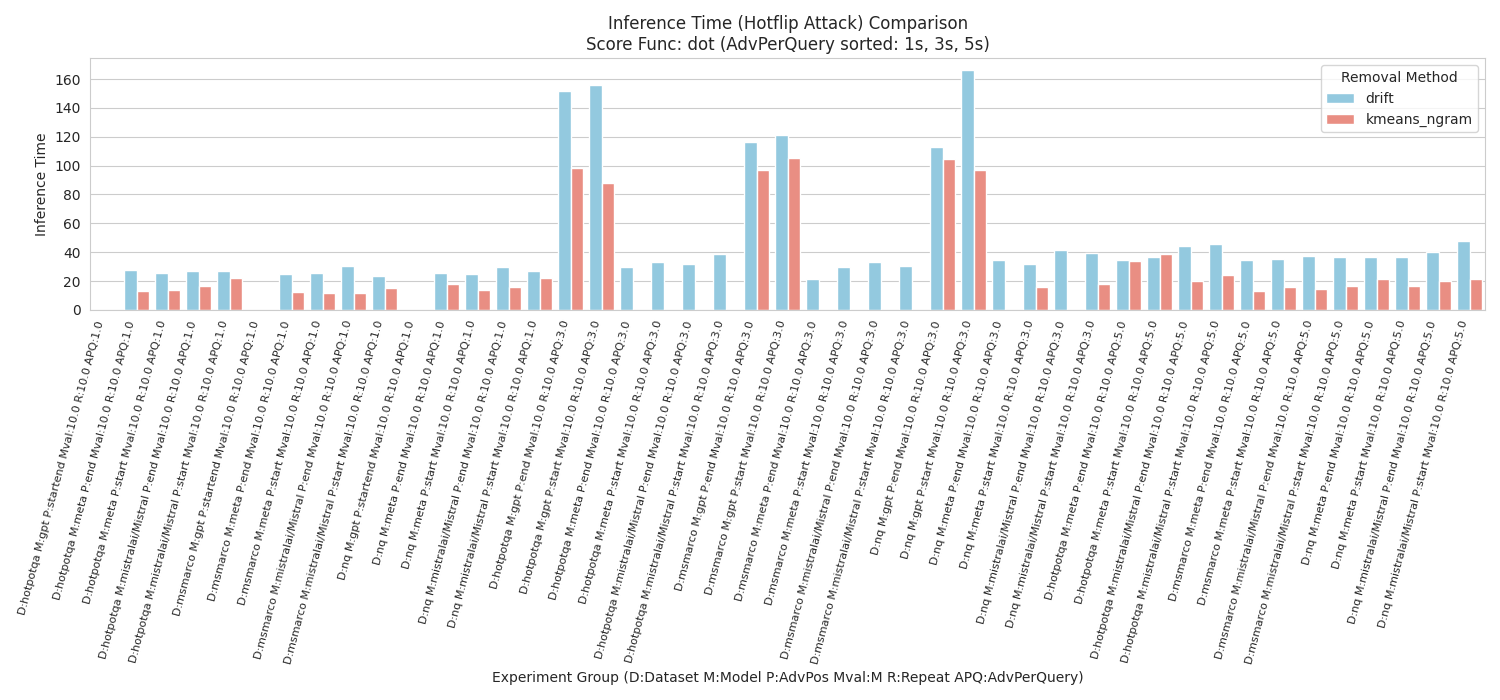 Inference Time (Hotflip Attack) Comparison
Score Func: dot (AdvPerQuery sorted: 1s, 3s, 5s)
Removal Method
drift
kmeans_ngram
Inference Time
160
140
120
100
80
60
40
20
0
D:hotpotqa M:gpt P:startend Mval:10.0 R:10.0 APQ:1.0
D:hotpotqa M:meta P:end Mval:10.0 R:10.0 APQ:1.0
D:hotpotqa M:meta P:start Mval:10.0 R:10.0 APQ:1.0
D:hotpotqa M:mistralai/Mistral P:end Mval:10.0 R:10.0 APQ:1.0
D:hotpotqa M:mistralai/Mistral P:start Mval:10.0 R:10.0 APQ:1.0
D:msmarco M:gpt P:startend Mval:10.0 R:10.0 APQ:1.0
D:msmarco M:meta P:end Mval:10.0 R:10.0 APQ:1.0
D:msmarco M:meta P:start Mval:10.0 R:10.0 APQ:1.0
D:msmarco M:mistralai/Mistral P:end Mval:10.0 R:10.0 APQ:1.0
D:msmarco M:mistralai/Mistral P:start Mval:10.0 R:10.0 APQ:1.0
D:nq M:gpt P:startend Mval:10.0 R:10.0 APQ:1.0
D:nq M:meta P:end Mval:10.0 R:10.0 APQ:1.0
D:nq M:meta P:start Mval:10.0 R:10.0 APQ:1.0
D:nq M:mistralai/Mistral P:end Mval:10.0 R:10.0 APQ:1.0
D:nq M:mistralai/Mistral P:start Mval:10.0 R:10.0 APQ:1.0
D:hotpotqa M:gpt P:end Mval:10.0 R:10.0 APQ:3.0
D:hotpotqa M:gpt P:start Mval:10.0 R:10.0 APQ:3.0
D:hotpotqa M:meta P:end Mval:10.0 R:10.0 APQ:3.0
D:hotpotqa M:meta P:start Mval:10.0 R:10.0 APQ:3.0
D:hotpotqa M:mistralai/Mistral P:end Mval:10.0 R:10.0 APQ:3.0
D:hotpotqa M:mistralai/Mistral P:start Mval:10.0 R:10.0 APQ:3.0
D:msmarco M:gpt P:end Mval:10.0 R:10.0 APQ:3.0
D:msmarco M:gpt P:start Mval:10.0 R:10.0 APQ:3.0
D:msmarco M:meta P:end Mval:10.0 R:10.0 APQ:3.0
D:msmarco M:meta P:start Mval:10.0 R:10.0 APQ:3.0
D:msmarco M:mistralai/Mistral P:end Mval:10.0 R:10.0 APQ:3.0
D:msmarco M:mistralai/Mistral P:start Mval:10.0 R:10.0 APQ:3.0
D:nq M:gpt P:end Mval:10.0 R:10.0 APQ:3.0
D:nq M:gpt P:start Mval:10.0 R:10.0 APQ:3.0
D:nq M:meta P:end Mval:10.0 R:10.0 APQ:3.0
D:nq M:meta P:start Mval:10.0 R:10.0 APQ:3.0
D:nq M:mistralai/Mistral P:end Mval:10.0 R:10.0 APQ:3.0
D:nq M:mistralai/Mistral P:start Mval:10.0 R:10.0 APQ:3.0
D:hotpotqa M:meta P:end Mval:10.0 R:10.0 APQ:5.0
D:hotpotqa M:meta P:start Mval:10.0 R:10.0 APQ:5.0
D:hotpotqa M:mistralai/Mistral P:end Mval:10.0 R:10.0 APQ:5.0
D:hotpotqa M:mistralai/Mistral P:start Mval:10.0 R:10.0 APQ:5.0
D:msmarco M:meta P:end Mval:10.0 R:10.0 APQ:5.0
D:msmarco M:meta P:start Mval:10.0 R:10.0 APQ:5.0
D:msmarco M:mistralai/Mistral P:end Mval:10.0 R:10.0 APQ:5.0
D:msmarco M:mistralai/Mistral P:start Mval:10.0 R:10.0 APQ:5.0
D:nq M:meta P:end Mval:10.0 R:10.0 APQ:5.0
D:nq M:meta P:start Mval:10.0 R:10.0 APQ:5.0
D:nq M:mistralai/Mistral P:end Mval:10.0 R:10.0 APQ:5.0
D:nq M:mistralai/Mistral P:start Mval:10.0 R:10.0 APQ:5.0
Experiment Group (D:Dataset M:Model P:AdvPos Mval:M R:Repeat APQ:AdvPerQuery)